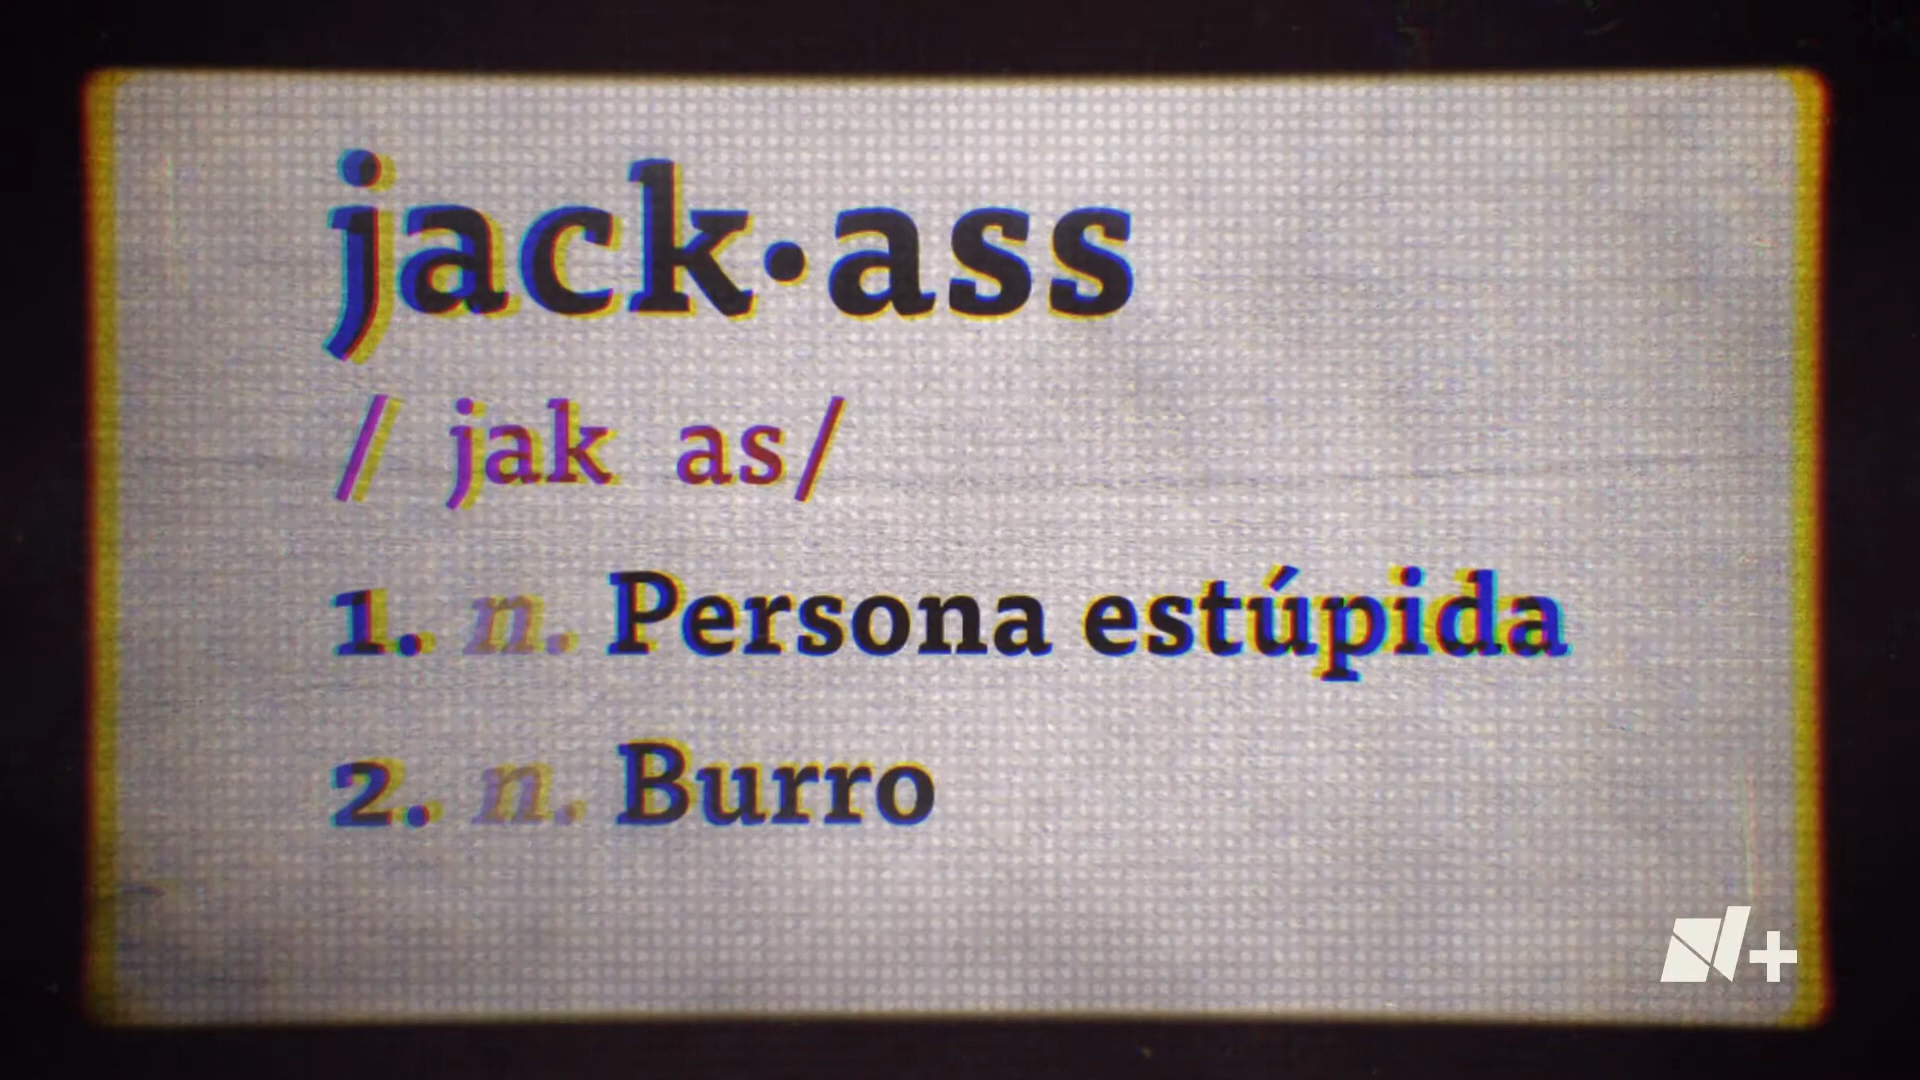 jack·ass
/ jak as/
1. n. Persona estúpida
2. n. Burro
N+